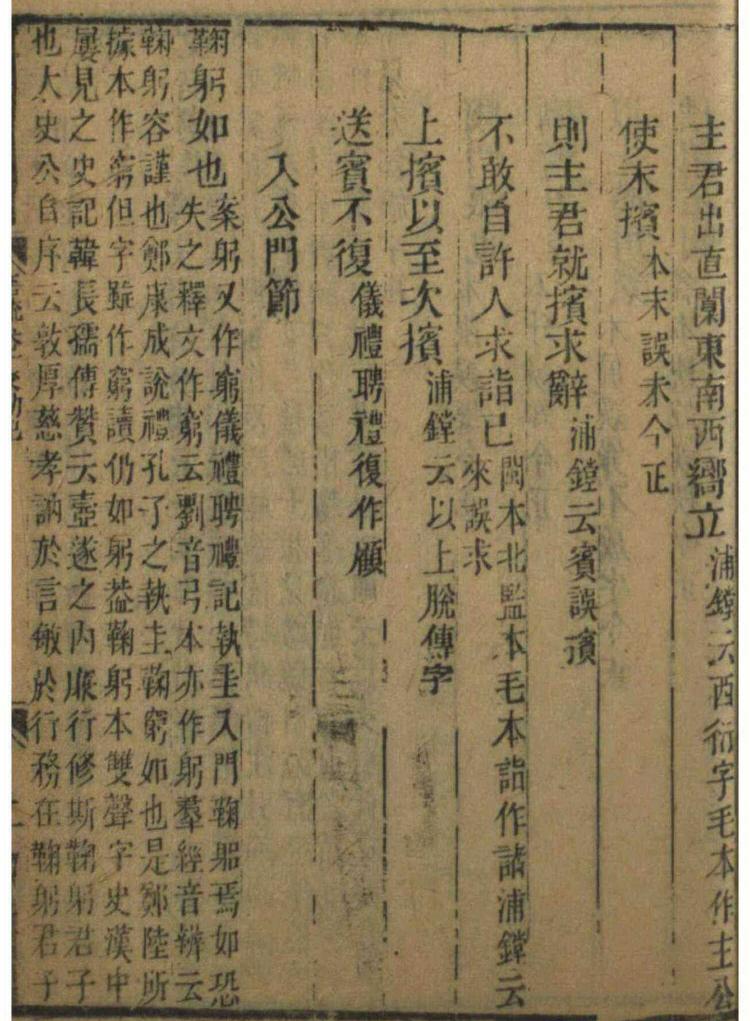 主君出直闑東南西嚮立浦鏜云西衍字毛本作主公
使末擯本末誤未今正
則主君就擯求辭浦鏜云賓誤擯
不敢自許人求詣已閩本北監本毛本詣作諸浦鏜云
來誤求
上擯以至次擯浦鏜云以上脫傳字
送賓不復儀禮聘禮復作顧
入公門節
鞠躬如也案躬又作窮儀禮聘禮記執圭入門鞠躬焉如恐
失之釋文作窮云劉音弓本亦作躬羣經音辨云
鞠躬容謹也鄭康成說禮孔子之執圭鞠窮如也是鄭陸所
據本作窮但字雖作窮讀仍如躬葢鞠躬本雙聲字史漢中
屢見之史記韓長孺傳贊云壺遂之內廉行修斯鞠躬君子
也太史公自序云敦厚慈孝訥於言敏於行務在鞠躬君子